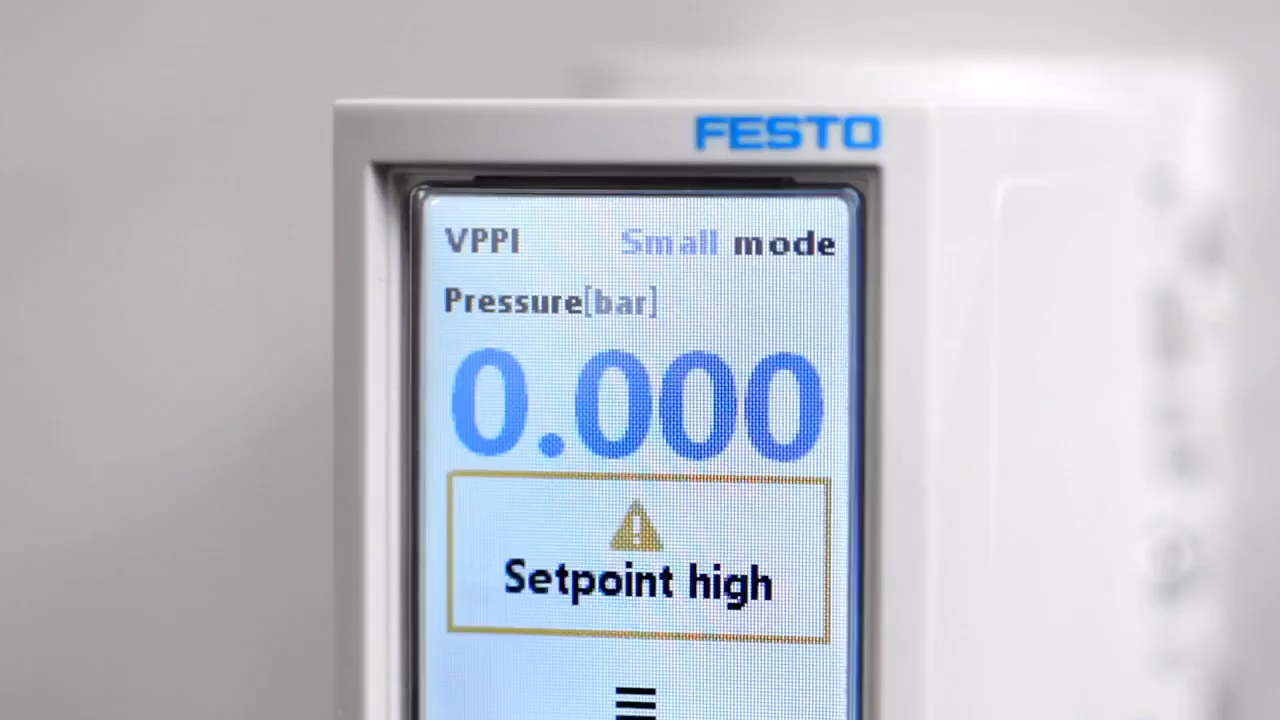 FESTO
VPPI Small mode
Pressure[bar]
0.000
Setpoint high